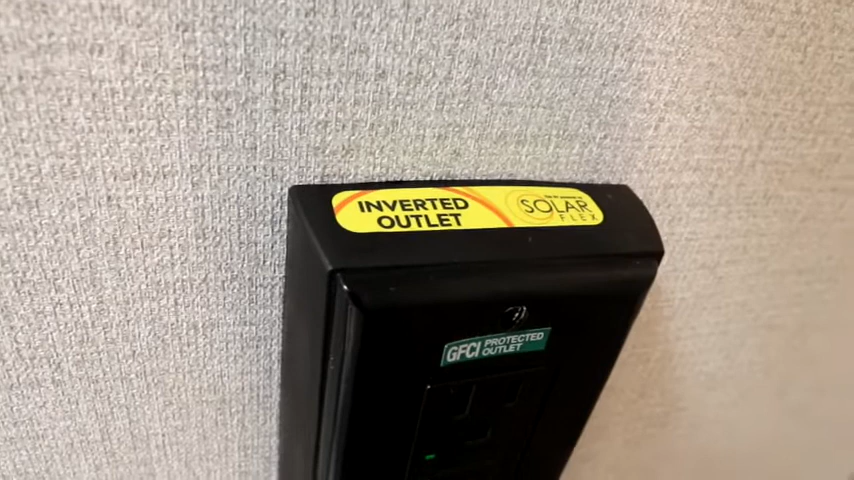 INVERTED
OUTLET
SOLAR
FLEX
GFCI PROTECTED
OUTLET